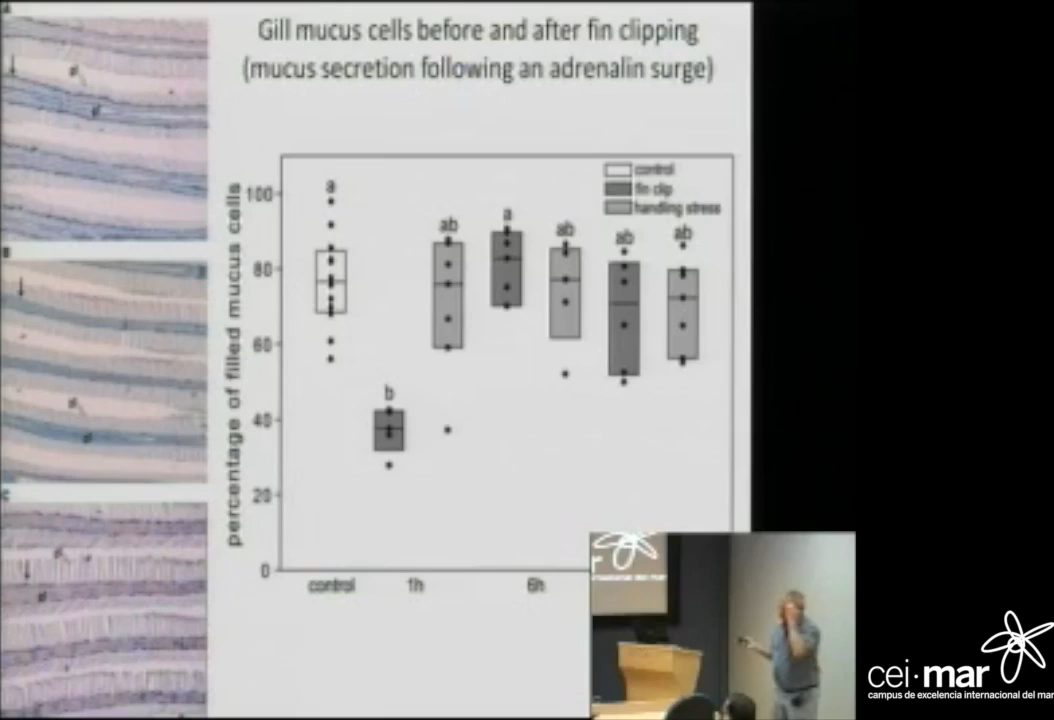 A
Gill mucus cells before and after fin clipping
(mucus secretion following an adrenalin surge)
control
fin clip
handling stress
percentage of filled mucus cells
100
80
60
40
20
0
a
b
ab
a
ab
ab
ab
control
1h
6h
B
C
cei·mar
campus de excelencia internacional del mar